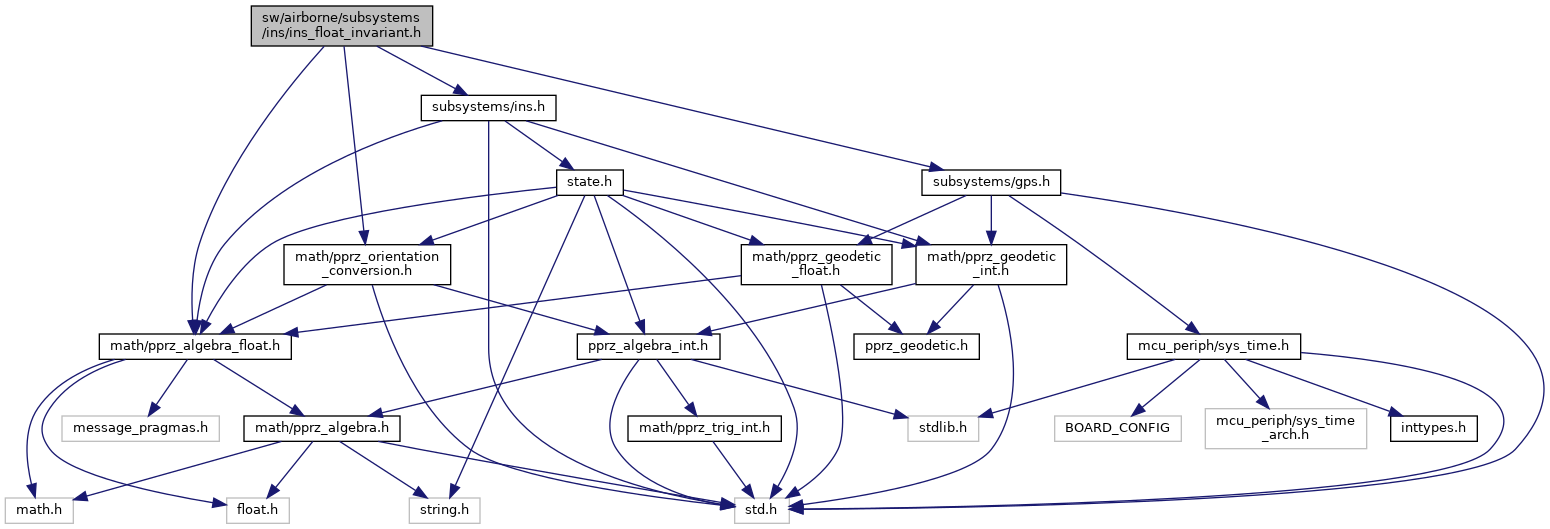 sw/airborne/subsystems
/ins/ins_float_invariant.h
subsystems/ins.h
state.h
subsystems/gps.h
math/pprz_orientation
_conversion.h
math/pprz_geodetic
_float.h
math/pprz_geodetic
_int.h
math/pprz_algebra_float.h
pprz_algebra_int.h
pprz_geodetic.h
mcu_periph/sys_time.h
message_pragmas.h
math/pprz_algebra.h
math/pprz_trig_int.h
stdlib.h
BOARD_CONFIG
mcu_periph/sys_time
_arch.h
inttypes.h
math.h
float.h
string.h
std.h